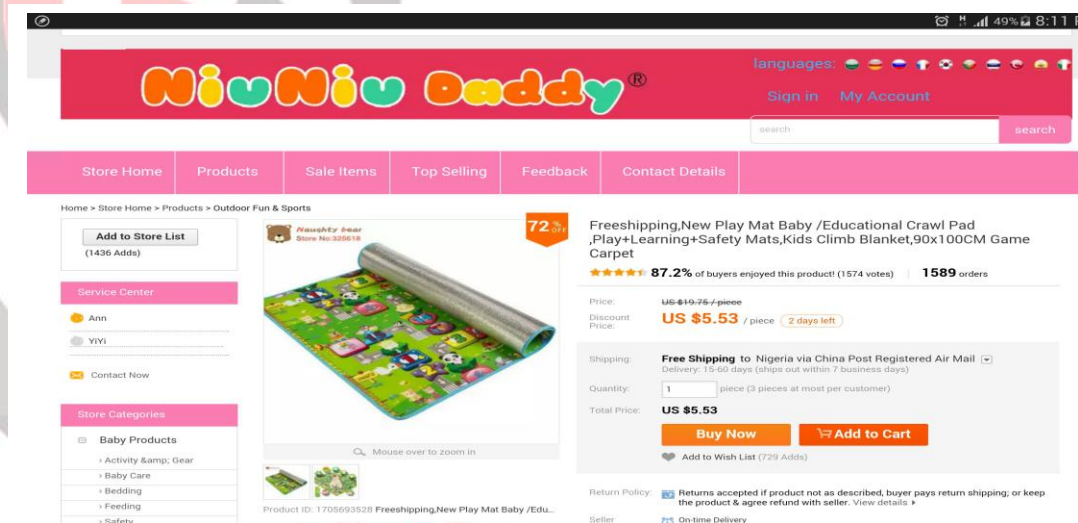 49% 8:11
NiuNiu Daddy®
languages:
Sign in My Account
search search
Store Home Products Sale Items Top Selling Feedback Contact Details
Home > Store Home > Products > Outdoor Fun & Sports
Add to Store List
(1436 Adds)
Service Center
Ann
YiYi
Contact Now
Store Categories
Baby Products
› Activity &amp; Gear
› Baby Care
› Bedding
› Feeding
› Safety
Naughty bear
Store No:325618
72% OFF
Mouse over to zoom in
Product ID: 1705693528 Freeshipping,New Play Mat Baby /Edu...
Freeshipping,New Play Mat Baby /Educational Crawl Pad
,Play+Learning+Safety Mats,Kids Climb Blanket,90x100CM Game
Carpet
87.2% of buyers enjoyed this product! (1574 votes) 1589 orders
Price: US $19.75 / piece
Discount
Price:
US $5.53 / piece 2 days left
Shipping: Free Shipping to Nigeria via China Post Registered Air Mail
Delivery: 15-60 days (ships out within 7 business days)
Quantity: 1 piece (3 pieces at most per customer)
Total Price: US $5.53
Buy Now Add to Cart
Add to Wish List (729 Adds)
Return Policy: Returns accepted if product not as described, buyer pays return shipping; or keep
the product & agree refund with seller. View details
Seller On-time Delivery